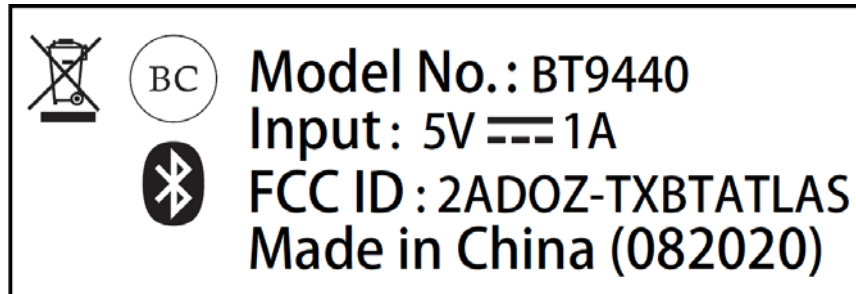 BC
Model No.: BT9440
Input: 5V ⎓ 1A
FCC ID : 2ADOZ-TXBTATLAS
Made in China (082020)